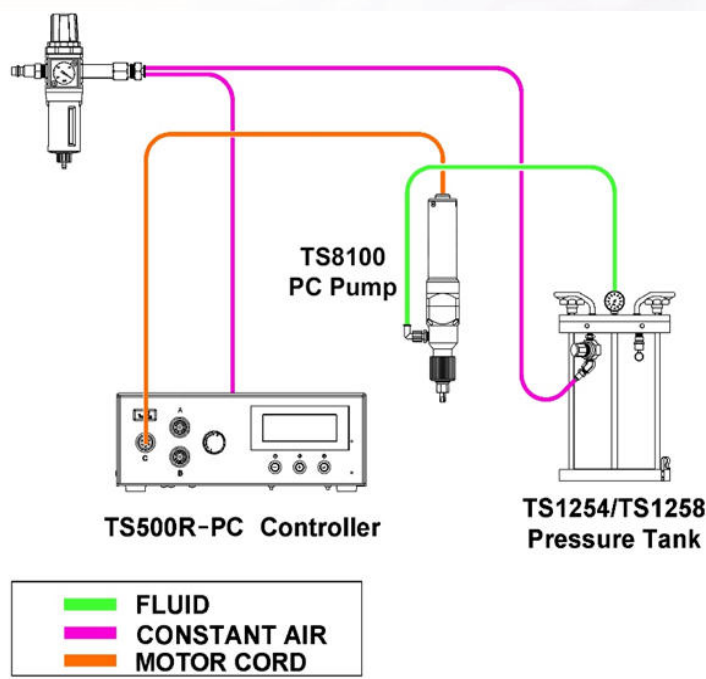 TS8100
PC Pump
A
C
B
TS500R-PC Controller
TS1254/TS1258
Pressure Tank
FLUID
CONSTANT AIR
MOTOR CORD